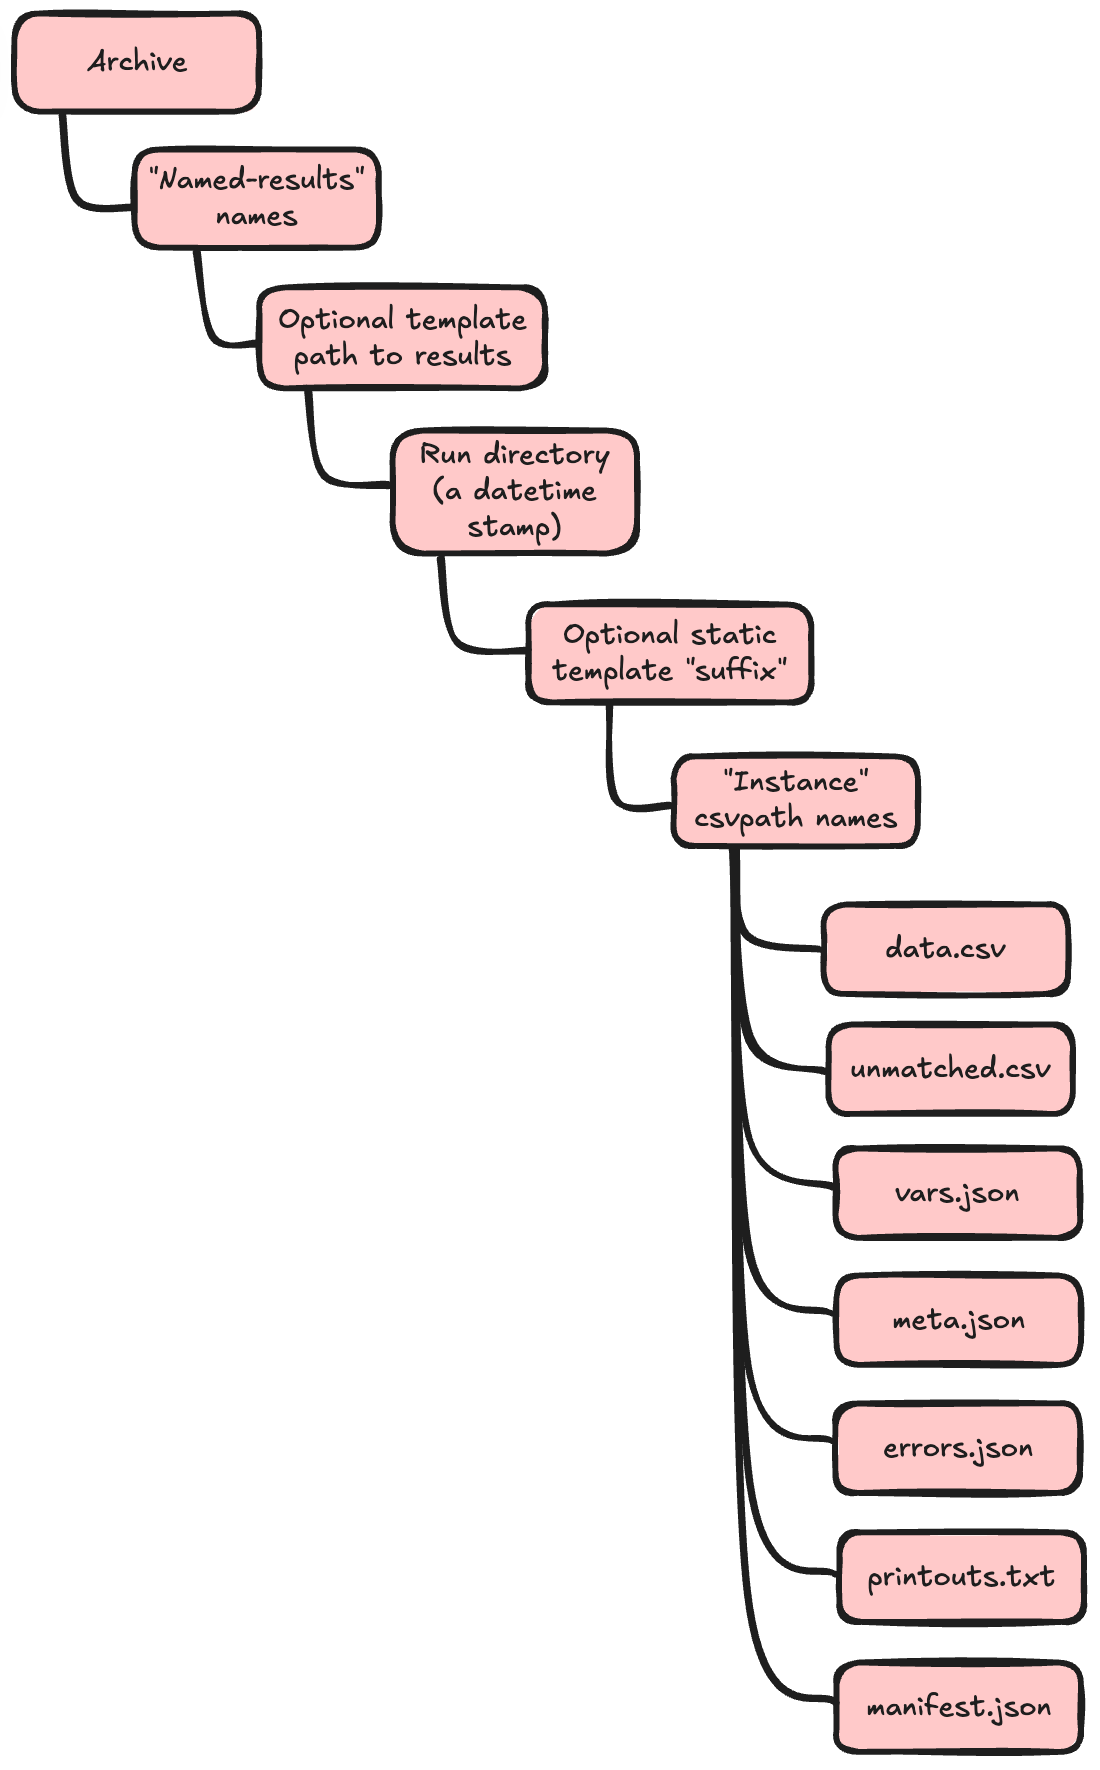 Archive
"Named-results"
names
Optional template
path to results
Run directory
(a datetime
stamp)
Optional static
template "suffix"
"Instance"
csvpath names
data.csv
unmatched.csv
vars.json
meta.json
errors.json
printouts.txt
manifest.json